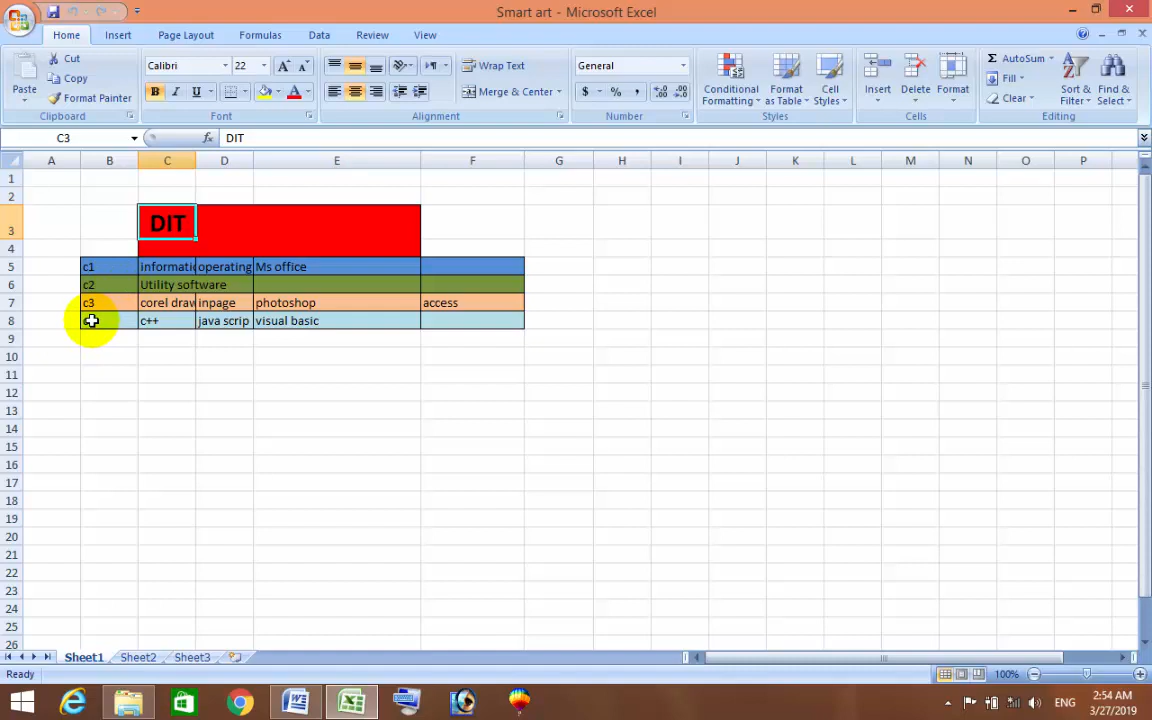 Smart art - Microsoft Excel
Home Insert Page Layout Formulas Data Review View
Paste Cut Copy Format Painter Clipboard
Calibri 22 A A B I U A Font
Wrap Text Merge & Center Alignment
General $ % , Number
Conditional Formatting Format as Table Cell Styles Styles
Insert Delete Format Cells
Σ AutoSum Fill Clear Sort & Filter Find & Select Editing
C3 fx DIT
A B C D E F G H I J K L M N O P
1
2
3 DIT
4
5 c1 informatic operating Ms office
6 c2 Utility software
7 c3 corel draw inpage photoshop access
8 c++ java scrip visual basic
9
10
11
12
13
14
15
16
17
18
19
20
21
22
23
24
25
26
Sheet1 Sheet2 Sheet3
Ready 100%
ENG 2:54 AM
3/27/2019